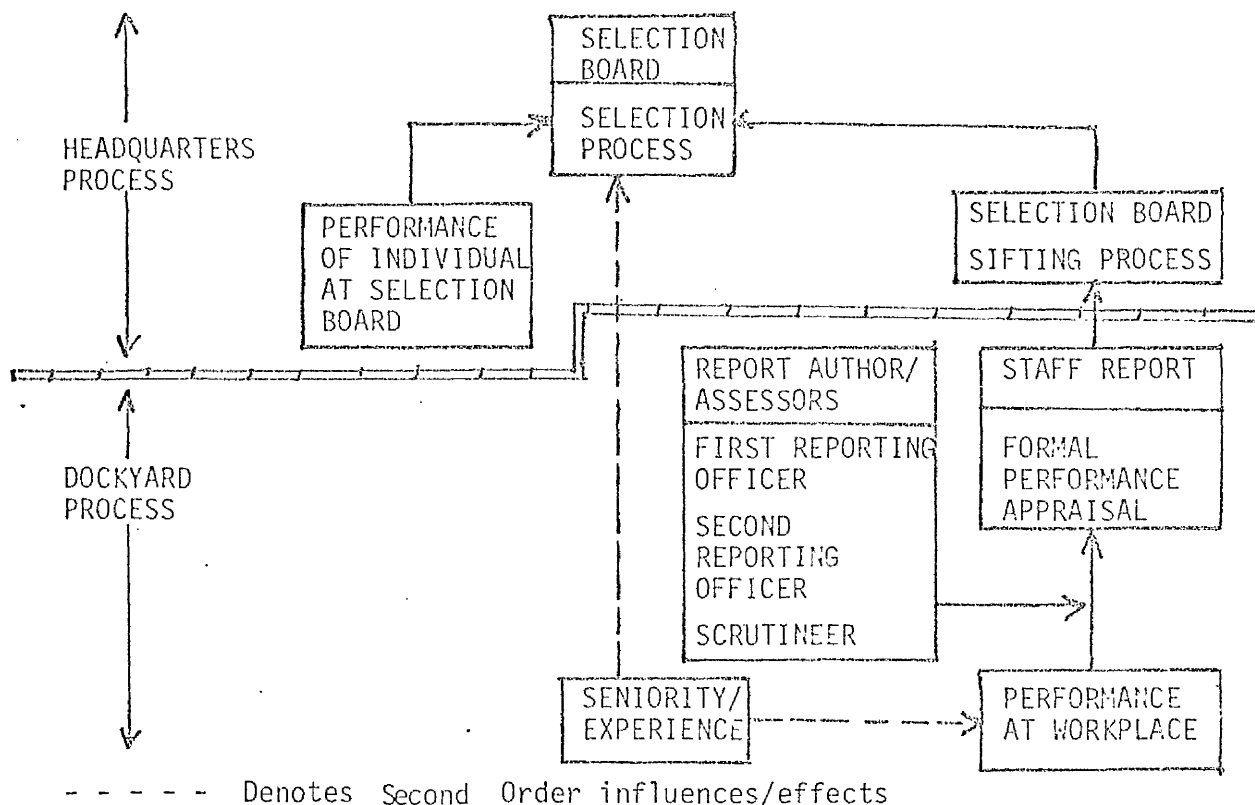 SELECTION
BOARD
SELECTION
PROCESS
HEADQUARTERS
PROCESS
PERFORMANCE
OF INDIVIDUAL
AT SELECTION
BOARD
SELECTION BOARD
SIFTING PROCESS
REPORT AUTHOR/
ASSESSORS
FIRST REPORTING
OFFICER
SECOND
REPORTING
OFFICER
SCRUTINEER
STAFF REPORT
FORMAL
PERFORMANCE
APPRAISAL
DOCKYARD
PROCESS
SENIORITY/
EXPERIENCE
PERFORMANCE
AT WORKPLACE
- - - - - Denotes Second Order influences/effects